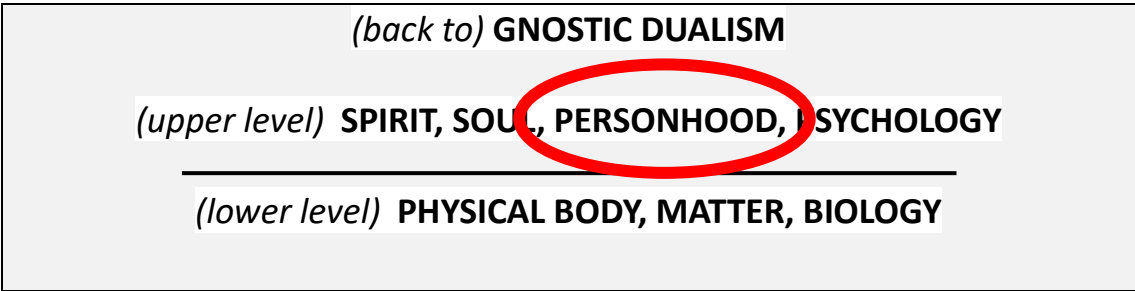 (back to) GNOSTIC DUALISM
(upper level) SPIRIT, SOUL, PERSONHOOD, PSYCHOLOGY
(lower level) PHYSICAL BODY, MATTER, BIOLOGY